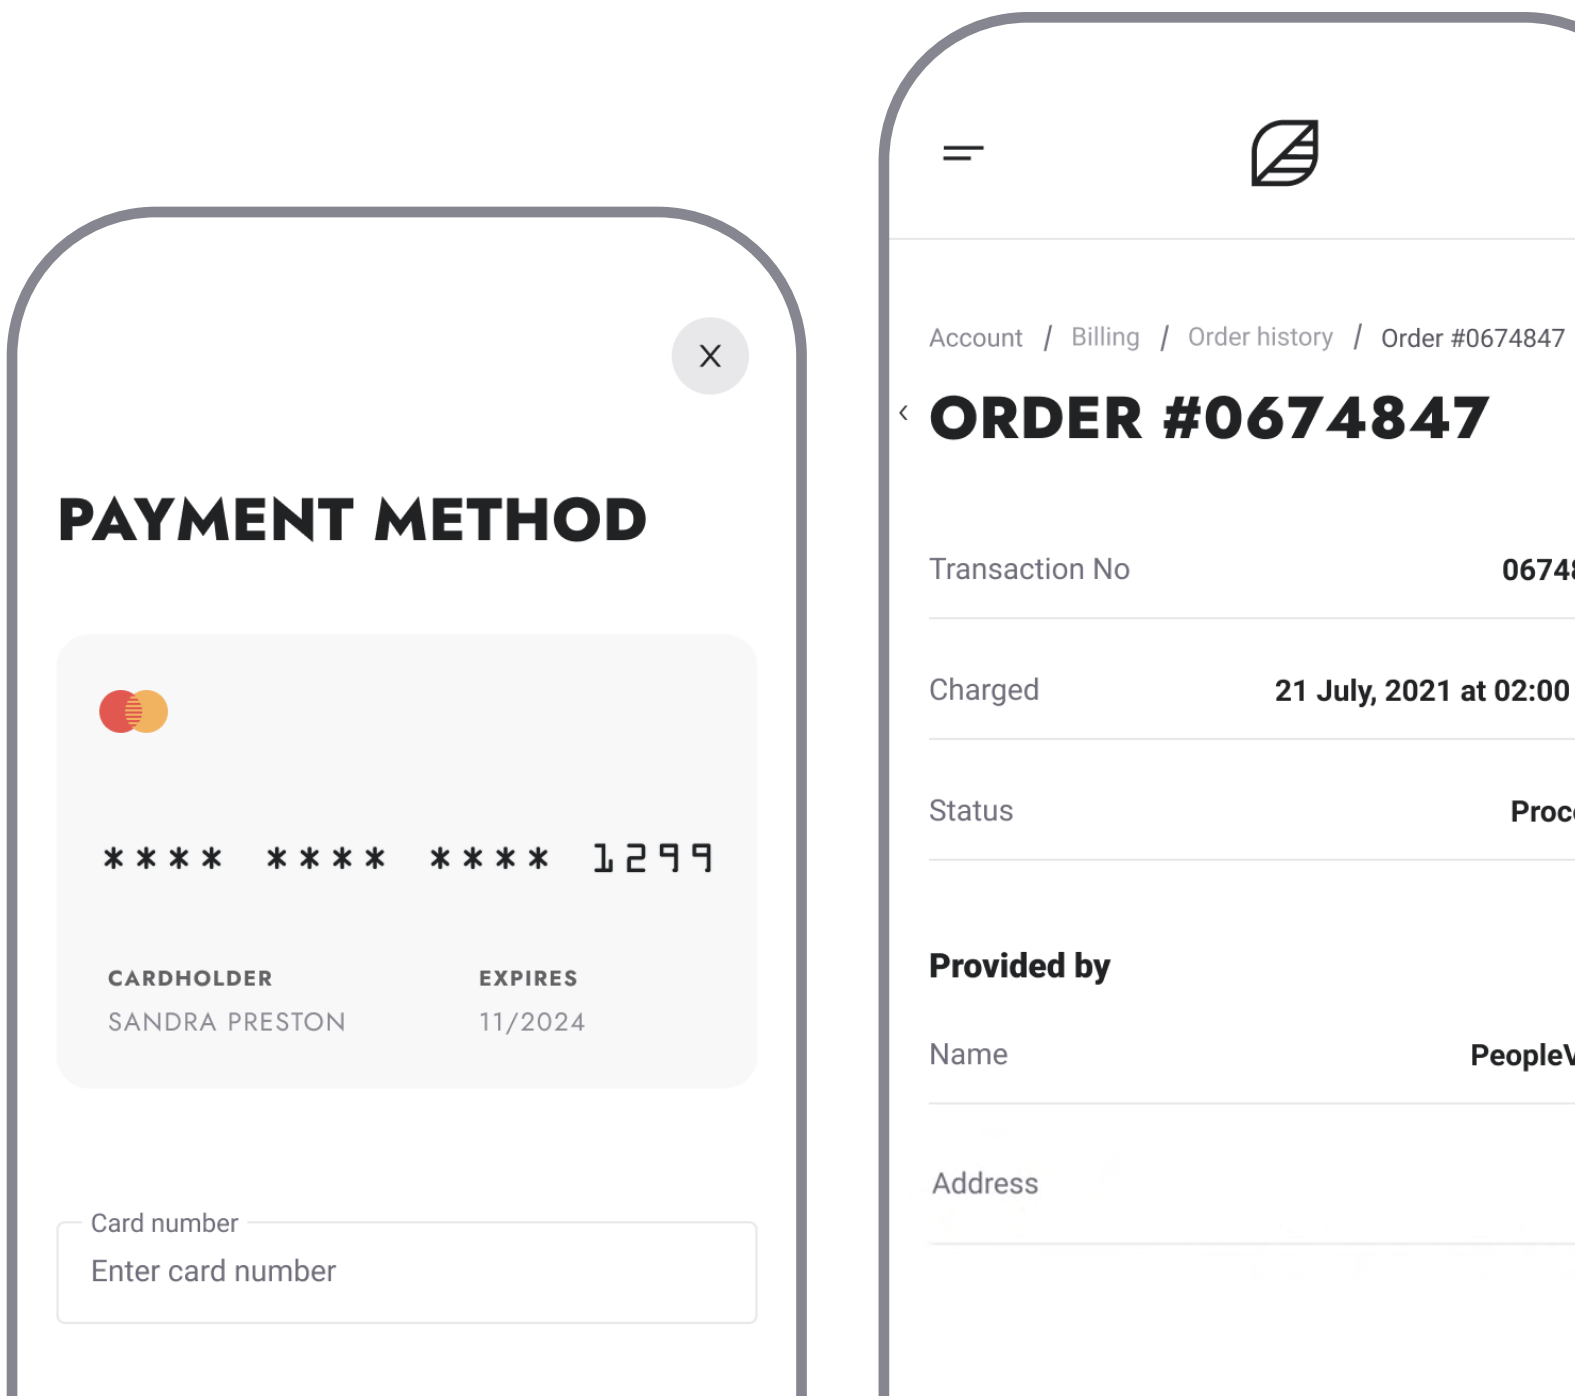 X
PAYMENT METHOD
**** **** **** 1299
CARDHOLDER
SANDRA PRESTON
EXPIRES
11/2024
Card number
Enter card number
Account / Billing / Order history / Order #0674847
‹ ORDER #0674847
Transaction No
Charged 21 July, 2021 at 02:00
Status
Provided by
Name
Address